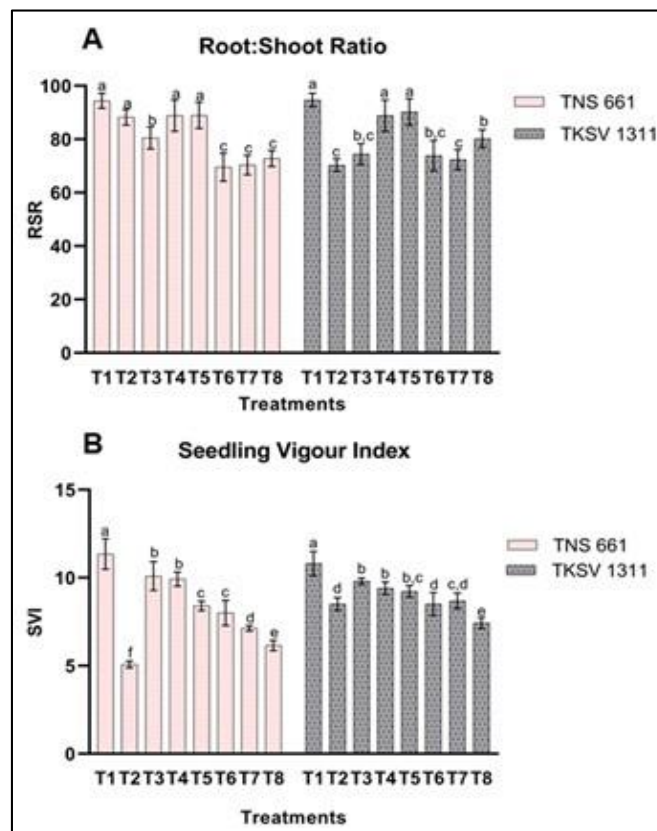 A
Root:Shoot Ratio
100
80
60
40
20
0
RSR
a a b a a c c c
a c b,c a a b,c c b
T1 T2 T3 T4 T5 T6 T7 T8 T1 T2 T3 T4 T5 T6 T7 T8
Treatments
TNS 661
TKSV 1311
B
Seedling Vigour Index
15
10
5
0
SVI
a f b b c c d e
a d b b b,c d c,d e
T1 T2 T3 T4 T5 T6 T7 T8 T1 T2 T3 T4 T5 T6 T7 T8
Treatments
TNS 661
TKSV 1311